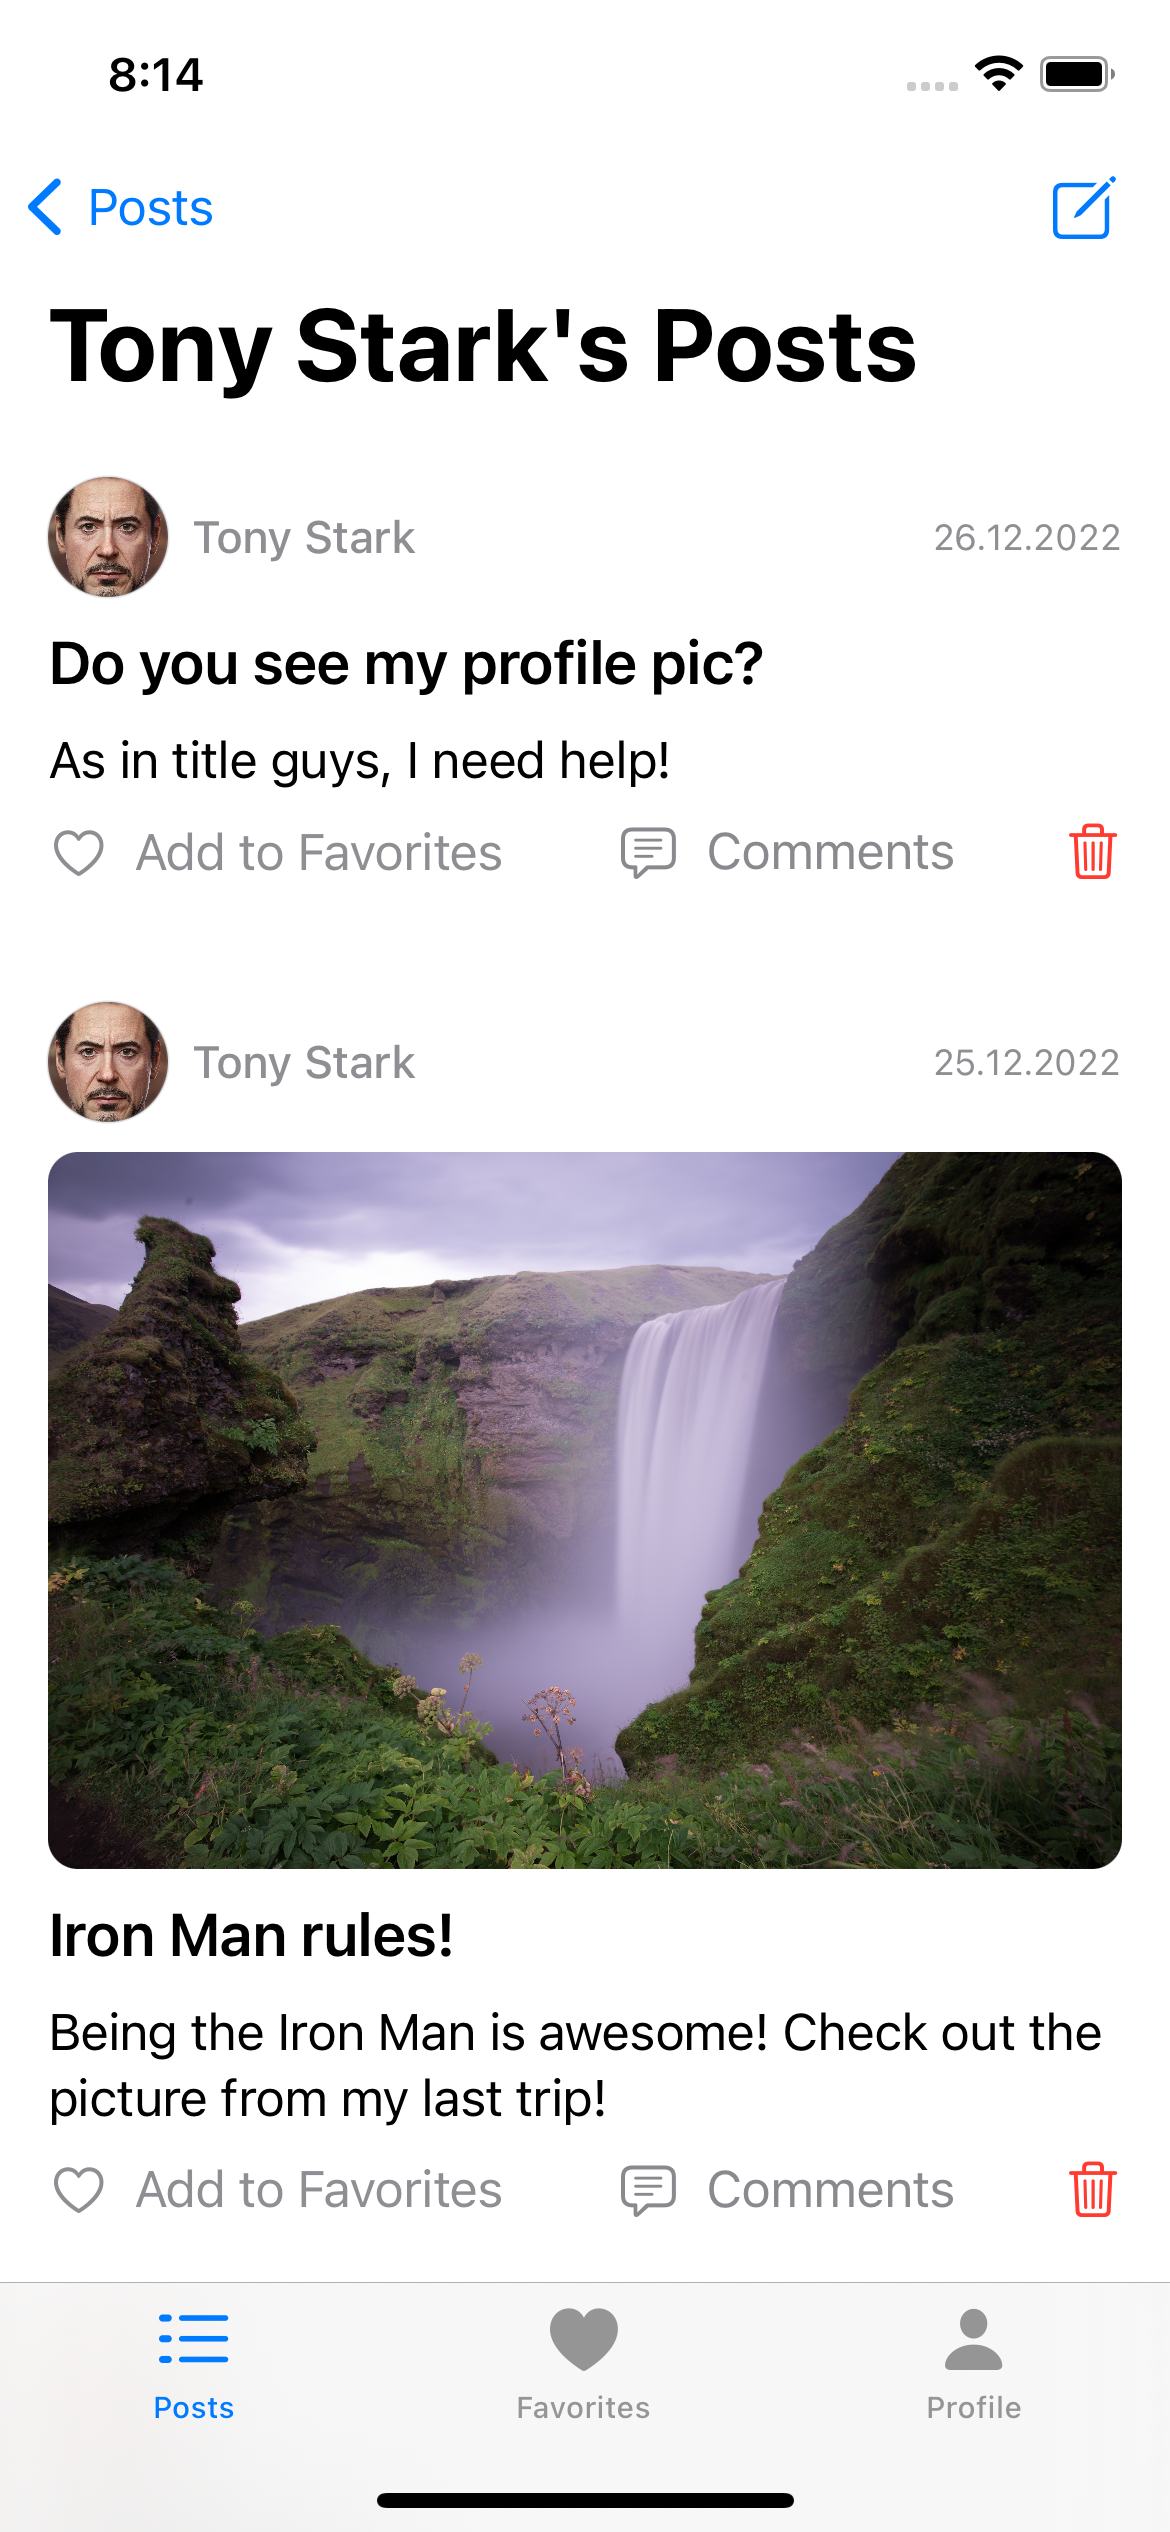 8:14
Posts
Tony Stark's Posts
Tony Stark
26.12.2022
Do you see my profile pic?
As in title guys, I need help!
Add to Favorites
Comments
Tony Stark
25.12.2022
Iron Man rules!
Being the Iron Man is awesome! Check out the
picture from my last trip!
Add to Favorites
Comments
Posts
Favorites
Profile